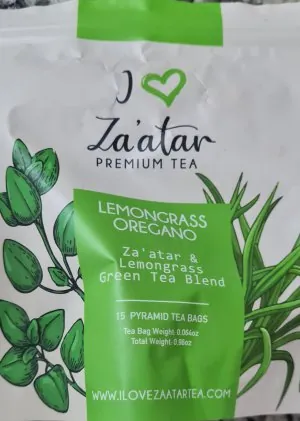 I
Za'atar
PREMIUM TEA
LEMONGRASS
OREGANO
Za'atar &
Lemongrass
Green Tea Blend
15 PYRAMID TEA BAGS
Tea Bag Weight 0.064oz
Total Weight 0.96oz
WWW.ILOVEZAATARTEA.COM